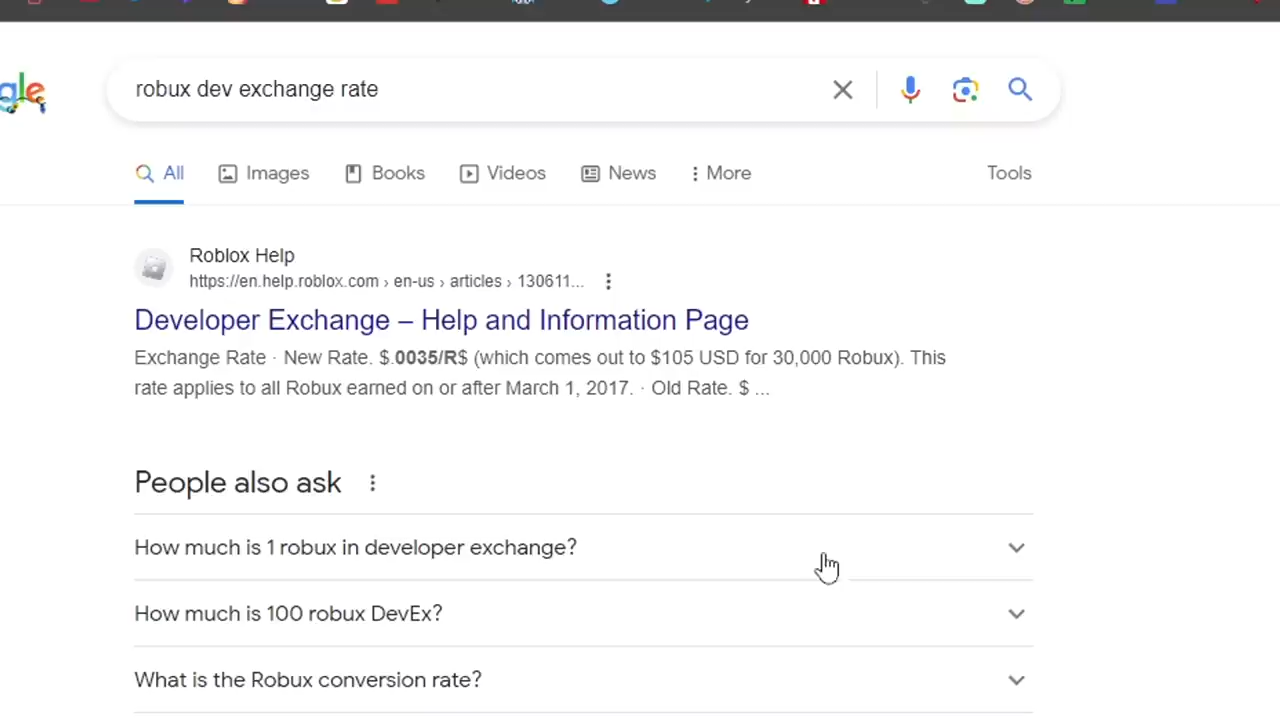 robux dev exchange rate
All Images Books Videos News More Tools
Roblox Help
https://en.help.roblox.com › en-us › articles › 130611...
Developer Exchange – Help and Information Page
Exchange Rate · New Rate. $.0035/R$ (which comes out to $105 USD for 30,000 Robux). This
rate applies to all Robux earned on or after March 1, 2017. · Old Rate. $ ...
People also ask
How much is 1 robux in developer exchange?
How much is 100 robux DevEx?
What is the Robux conversion rate?